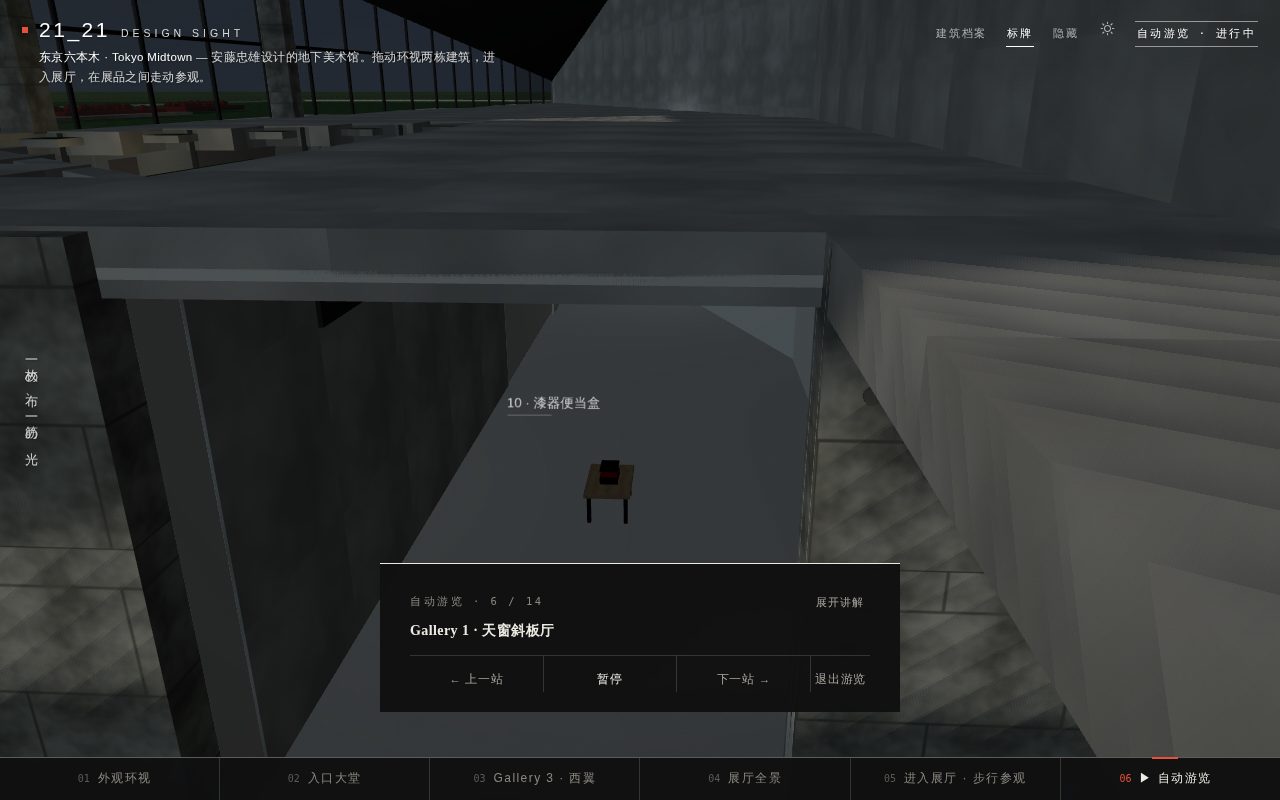 21_21 DESIGN SIGHT
东京六本木 · Tokyo Midtown — 安藤忠雄设计的地下美术馆。拖动环视两栋建筑，进
入展厅，在展品之间走动参观。
建筑档案 标牌 隐藏 自动游览 · 进行中
一枚の布、一筋の光
10 · 漆器便当盒
自动游览 · 6 / 14 展开讲解
Gallery 1 · 天窗斜板厅
← 上一站 暂停 下一站 → 退出游览
01 外观环视 02 入口大堂 03 Gallery 3 · 西翼 04 展厅全景 05 进入展厅 · 步行参观 06 ▶ 自动游览